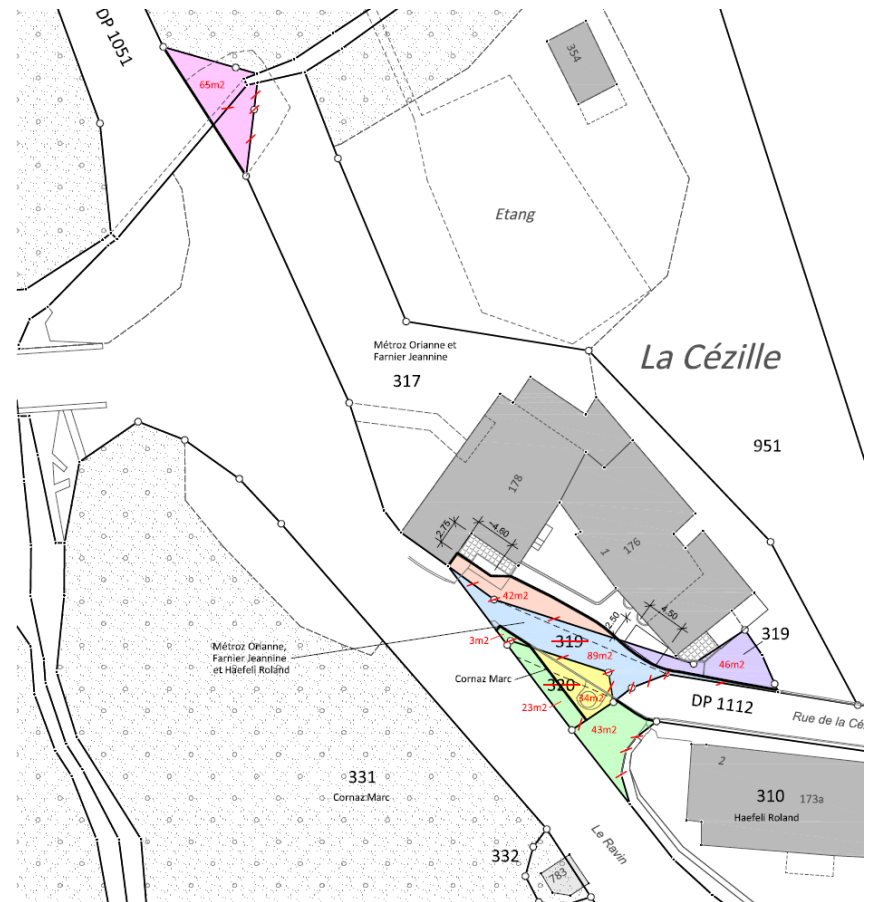 DP 1051
65m2
354
Etang
La Cézille
Métroz Orianne et
Farnier Jeannine
317
951
178
2.75
~4.60
1
176
4.50
2.50
42m2
319
319
89m2
46m2
3m2
Métroz Orianne,
Farnier Jeannine
et Häefeli Roland
Cornaz Marc
320
34m2
23m2
43m2
DP 1112
Rue de la Céz
2
310
173a
Haefeli Roland
331
Cornaz Marc
Le Ravin
332
783